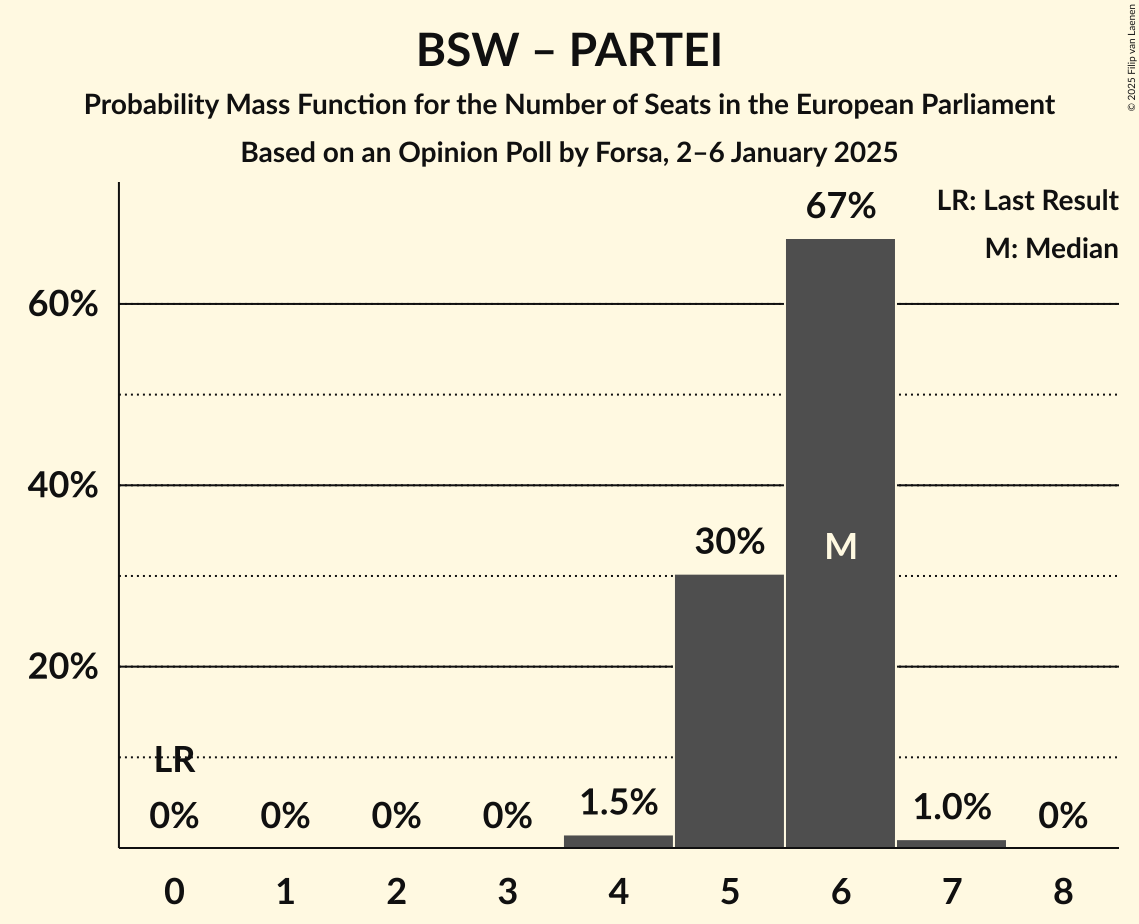 BSW – PARTEI
Probability Mass Function for the Number of Seats in the European Parliament
Based on an Opinion Poll by Forsa, 2–6 January 2025
© 2025 Filip van Laenen
LR: Last Result
M: Median
67%
60%
40%
30%
M
20%
LR
0%
0%
0%
0%
1.5%
1.0%
0%
0 1 2 3 4 5 6 7 8